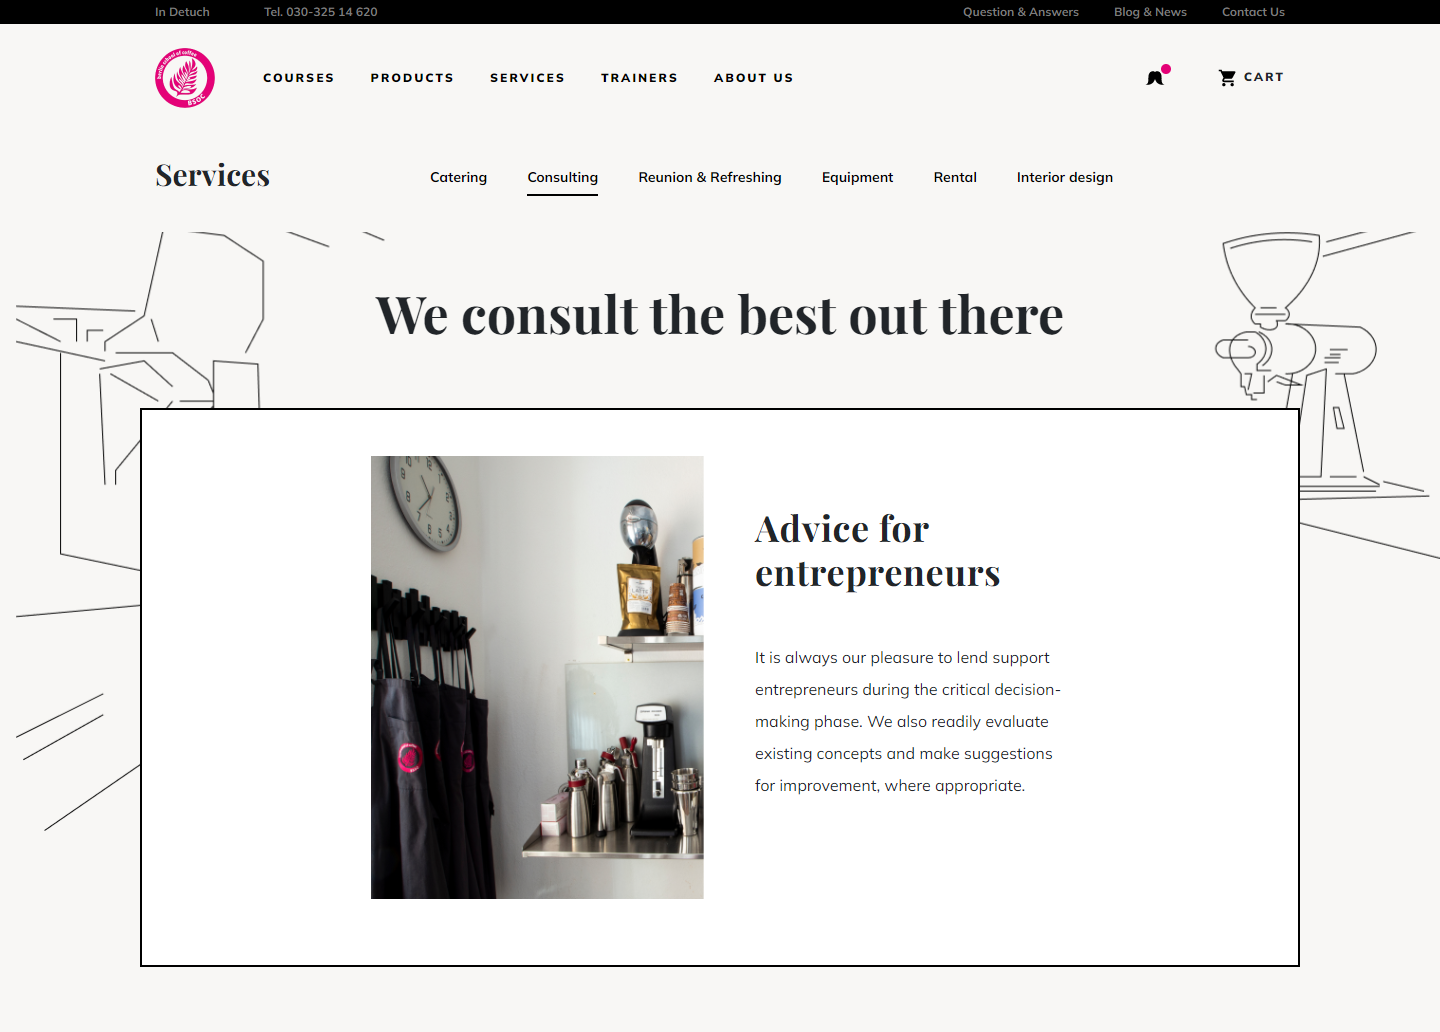 In Detuch Tel. 030-325 14 620 Question & Answers Blog & News Contact Us
berlin school of coffee
BSOC
COURSES PRODUCTS SERVICES TRAINERS ABOUT US CART
Services Catering Consulting Reunion & Refreshing Equipment Rental Interior design
We consult the best out there
Advice for
entrepreneurs
It is always our pleasure to lend support
entrepreneurs during the critical decision-
making phase. We also readily evaluate
existing concepts and make suggestions
for improvement, where appropriate.